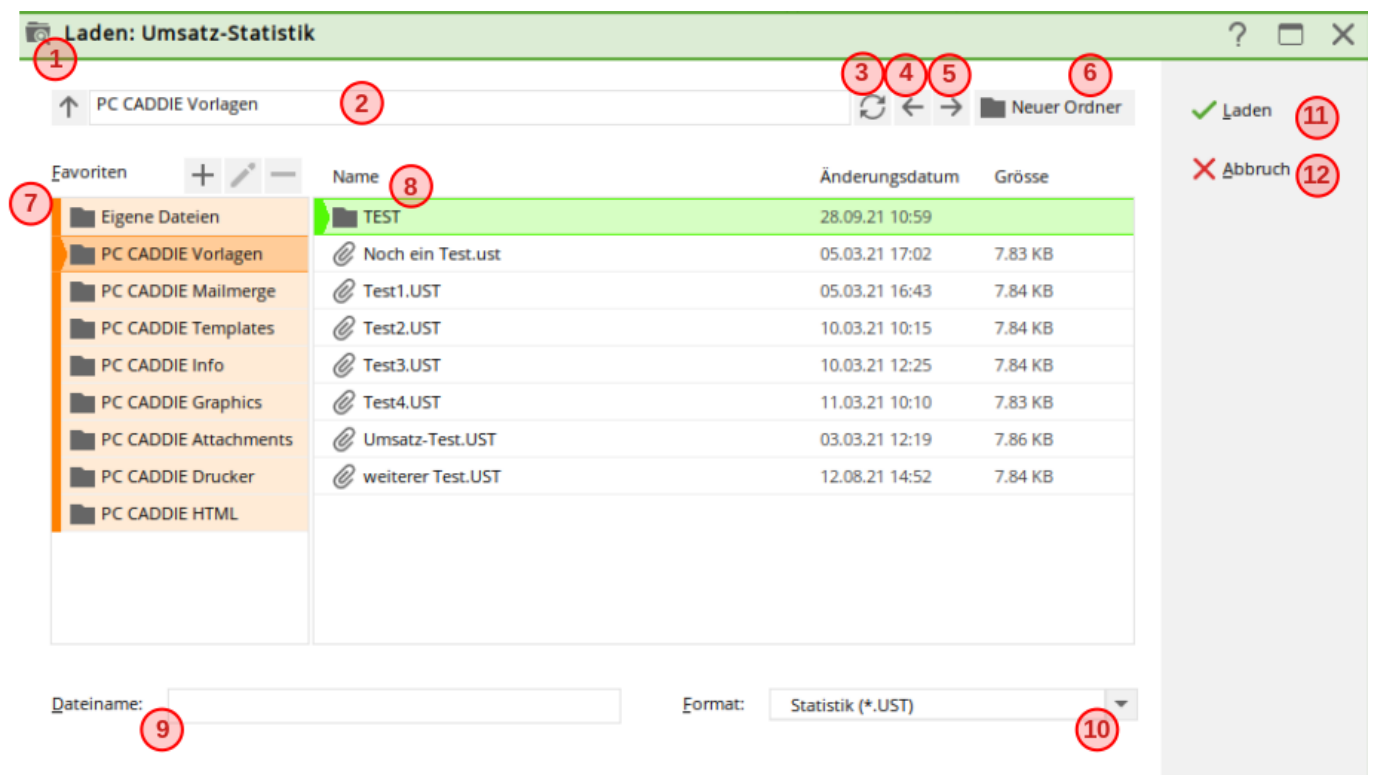 Laden: Umsatz-Statistik ?
1
3 4 5 6
PC CADDIE Vorlagen 2 Neuer Ordner Laden 11
Favoriten Name 8 Änderungsdatum Grösse Abbruch 12
7
Eigene Dateien TEST 28.09.21 10:59
PC CADDIE Vorlagen Noch ein Test.ust 05.03.21 17:02 7.83 KB
PC CADDIE Mailmerge Test1.UST 05.03.21 16:43 7.84 KB
PC CADDIE Templates Test2.UST 10.03.21 10:15 7.84 KB
PC CADDIE Info Test3.UST 10.03.21 12:25 7.84 KB
PC CADDIE Graphics Test4.UST 11.03.21 10:10 7.83 KB
PC CADDIE Attachments Umsatz-Test.UST 03.03.21 12:19 7.86 KB
PC CADDIE Drucker weiterer Test.UST 12.08.21 14:52 7.84 KB
PC CADDIE HTML
Dateiname: Format: Statistik (*.UST)
9 10